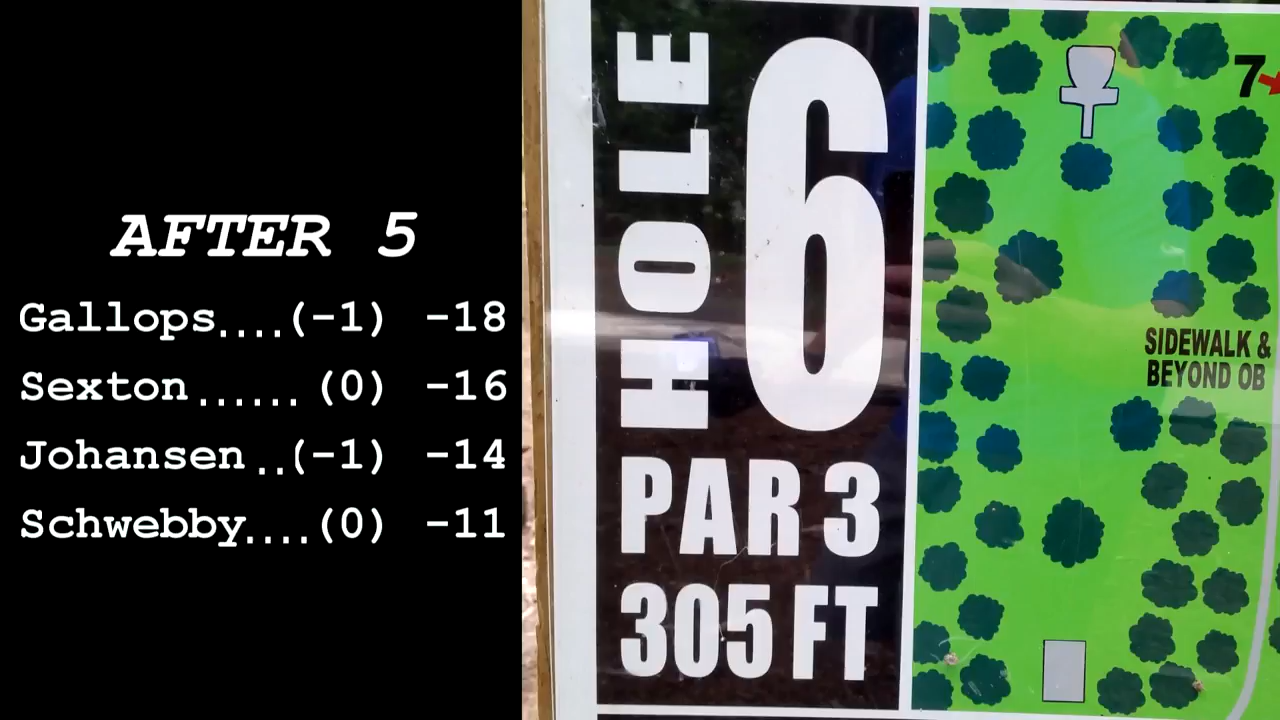 AFTER 5
Gallops....(-1) -18
Sexton......(0) -16
Johansen..(-1) -14
Schwebby....(0) -11
HOLE 6
PAR 3
305 FT
7
SIDEWALK &
BEYOND OB